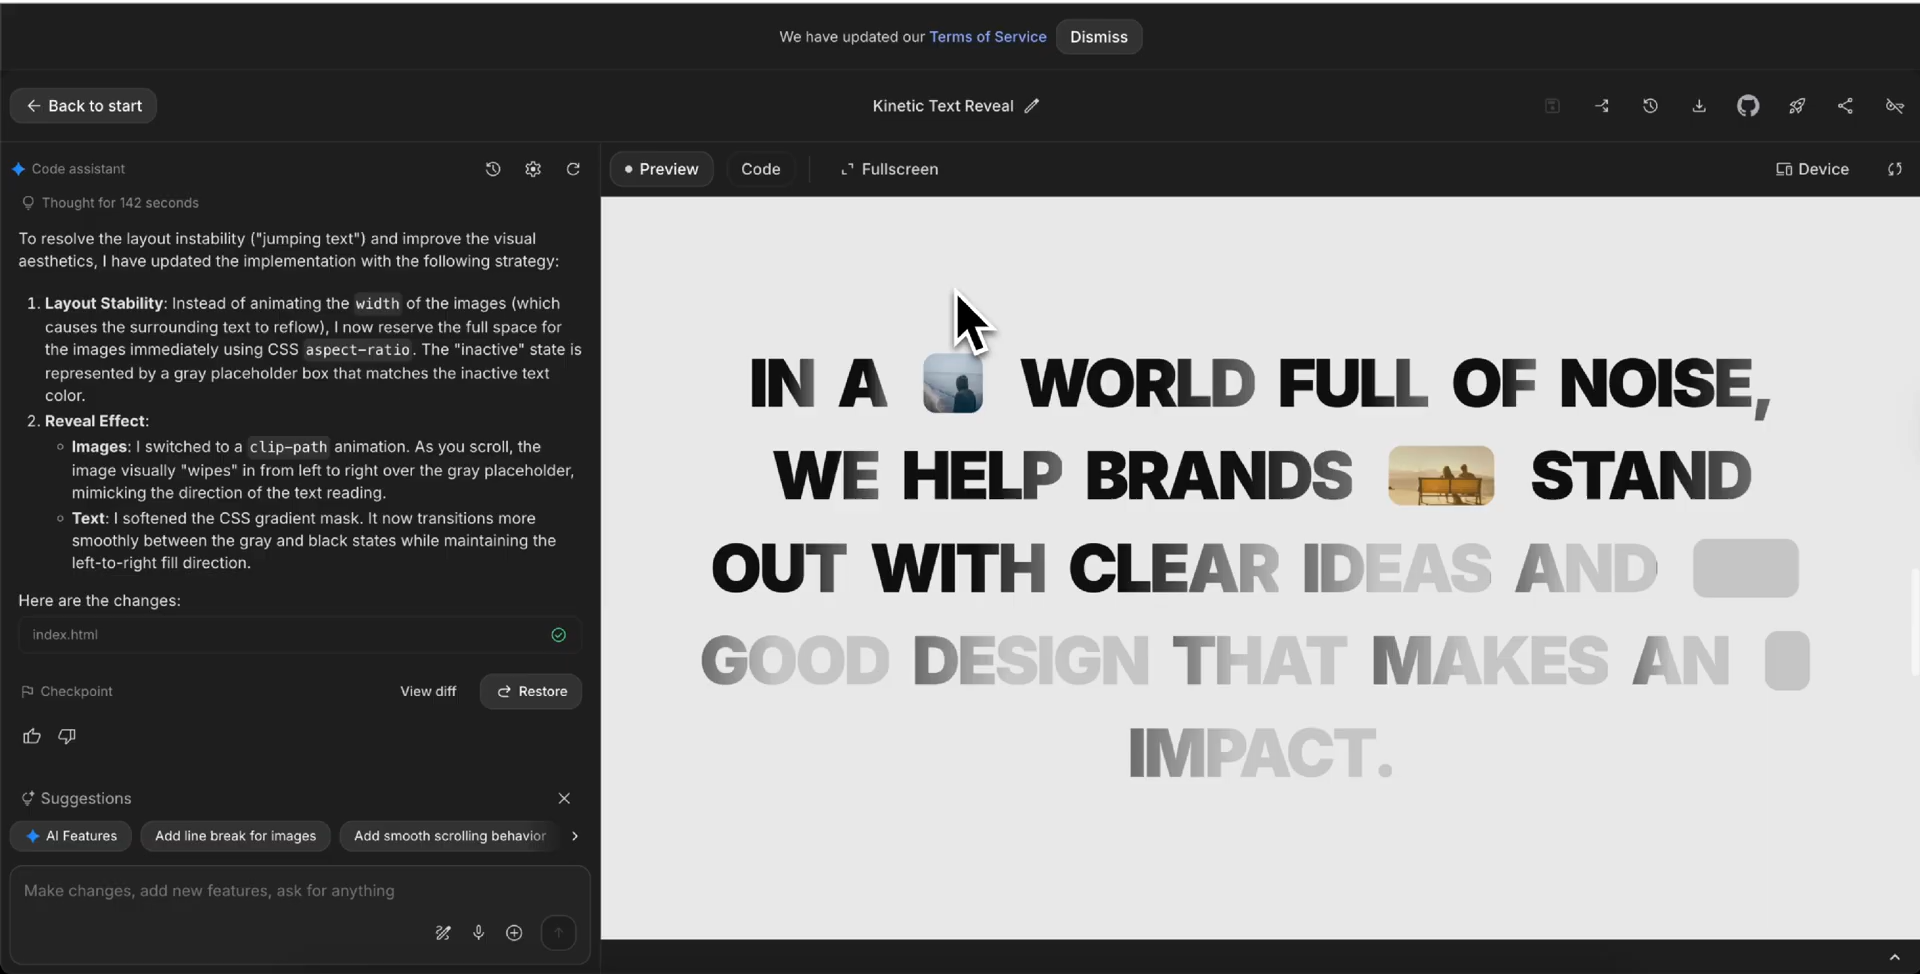 We have updated our Terms of Service Dismiss
Back to start
Kinetic Text Reveal
Code assistant
Preview
Code
Fullscreen
Device
Thought for 142 seconds
To resolve the layout instability ("jumping text") and improve the visual
aesthetics, I have updated the implementation with the following strategy:
1. Layout Stability: Instead of animating the width of the images (which
causes the surrounding text to reflow), I now reserve the full space for
the images immediately using CSS aspect-ratio. The "inactive" state is
represented by a gray placeholder box that matches the inactive text
color.
2. Reveal Effect:
Images: I switched to a clip-path animation. As you scroll, the
image visually "wipes" in from left to right over the gray placeholder,
mimicking the direction of the text reading.
Text: I softened the CSS gradient mask. It now transitions more
smoothly between the gray and black states while maintaining the
left-to-right fill direction.
Here are the changes:
index.html
Checkpoint
View diff
Restore
Suggestions
AI Features
Add line break for images
Add smooth scrolling behavior
Make changes, add new features, ask for anything
IN A WORLD FULL OF NOISE,
WE HELP BRANDS STAND
OUT WITH CLEAR IDEAS AND
GOOD DESIGN THAT MAKES AN
IMPACT.